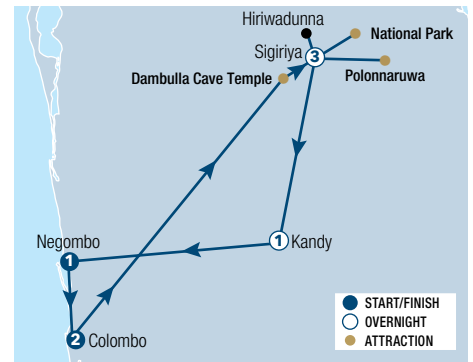 Hiriwadunna
National Park
Sigiriya
3
Polonnaruwa
Dambulla Cave Temple
Negombo
1
1
Kandy
2
Colombo
START/FINISH
OVERNIGHT
ATTRACTION